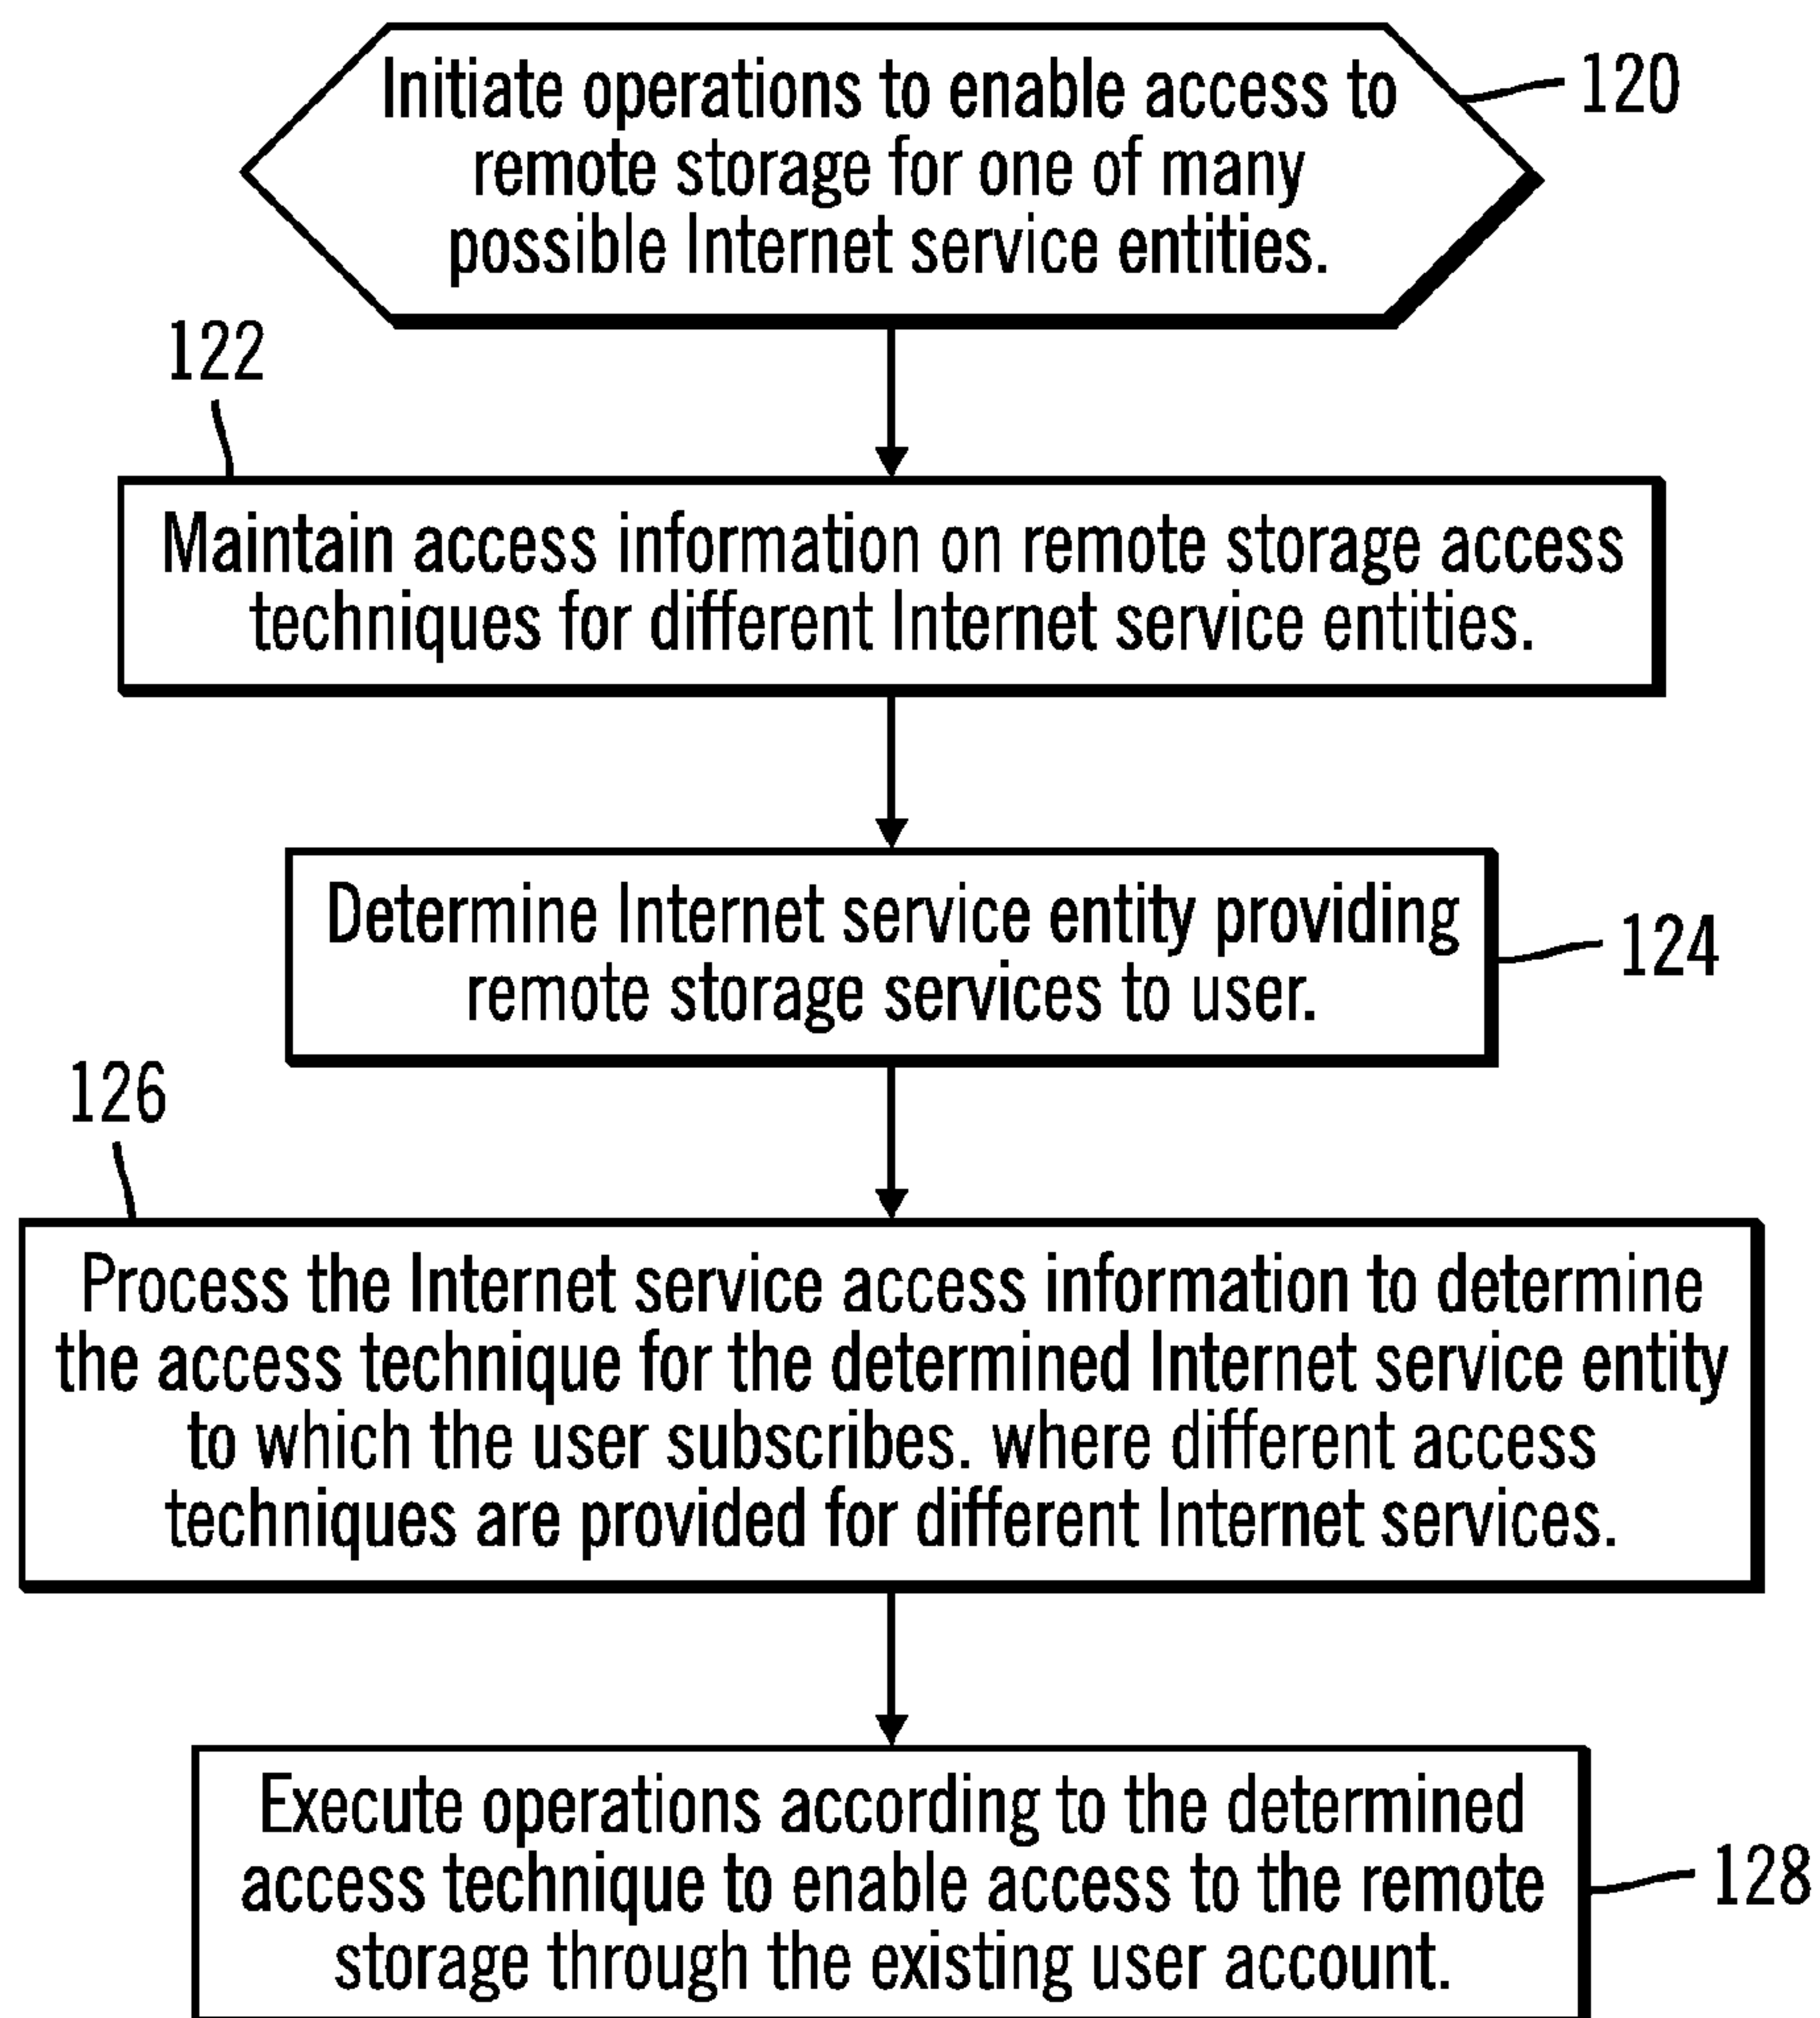 Initiate operations to enable access to
remote storage for one of many
possible Internet service entities.
120
122
Maintain access information on remote storage access
techniques for different Internet service entities.
Determine Internet service entity providing
remote storage services to user.
124
126
Process the Internet service access information to determine
the access technique for the determined Internet service entity
to which the user subscribes. where different access
techniques are provided for different Internet services.
Execute operations according to the determined
access technique to enable access to the remote
storage through the existing user account.
128